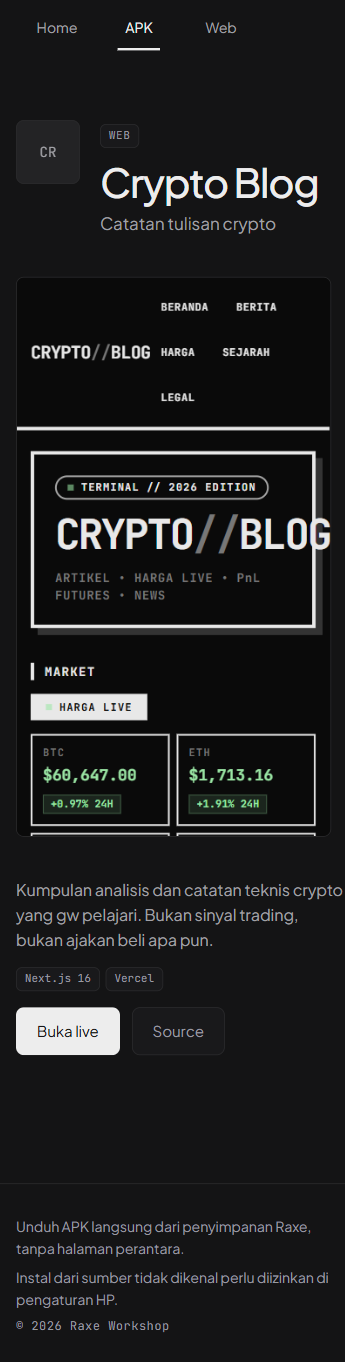 Home APK Web
CR
WEB
Crypto Blog
Catatan tulisan crypto
BERANDA BERITA
CRYPTO//BLOG HARGA SEJARAH
LEGAL
TERMINAL // 2026 EDITION
CRYPTO//BLOG
ARTIKEL • HARGA LIVE • PnL
FUTURES • NEWS
MARKET
HARGA LIVE
BTC ETH
$60,647.00 $1,713.16
+0.97% 24H +1.91% 24H
Kumpulan analisis dan catatan teknis crypto
yang gw pelajari. Bukan sinyal trading,
bukan ajakan beli apa pun.
Next.js 16 Vercel
Buka live Source
Unduh APK langsung dari penyimpanan Raxe,
tanpa halaman perantara.
Instal dari sumber tidak dikenal perlu diizinkan di
pengaturan HP.
© 2026 Raxe Workshop